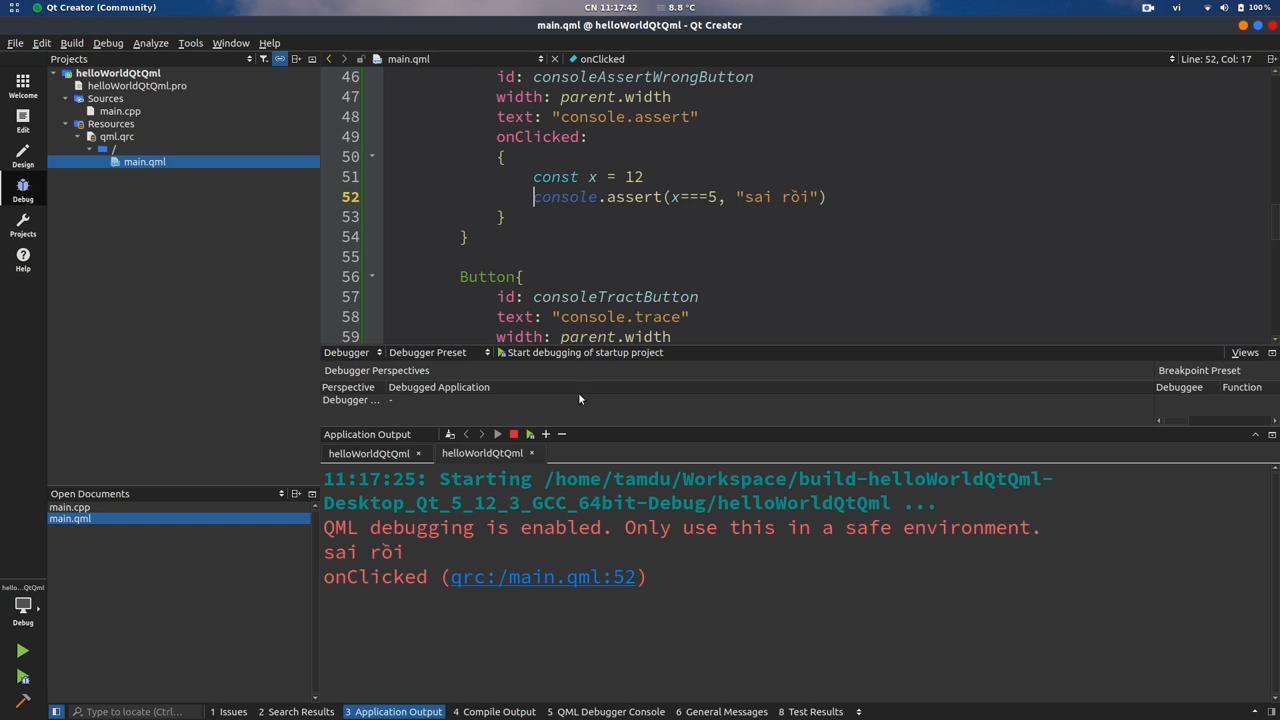 Qt Creator (Community)
CN 11:17:42
8.8 °C
vi
100 %
main.qml @ helloWorldQtQml - Qt Creator
File Edit Build Debug Analyze Tools Window Help
Projects
main.qml
onClicked
Line: 52, Col: 17
Welcome
Edit
Design
Debug
Projects
Help
helloWorldQtQml
helloWorldQtQml.pro
Sources
main.cpp
Resources
qml.qrc
/
main.qml
46 id: consoleAssertWrongButton
47 width: parent.width
48 text: "console.assert"
49 onClicked:
50 {
51 const x = 12
52 console.assert(x===5, "sai rồi")
53 }
54 }
55
56 Button{
57 id: consoleTractButton
58 text: "console.trace"
59 width: parent.width
Debugger
Debugger Preset
Start debugging of startup project
Views
Debugger Perspectives
Breakpoint Preset
Perspective Debugged Application
Debuggee Function
Debugger ... -
Application Output
helloWorldQtQml
helloWorldQtQml
11:17:25: Starting /home/tamdu/Workspace/build-helloWorldQtQml-
Desktop_Qt_5_12_3_GCC_64bit-Debug/helloWorldQtQml ...
QML debugging is enabled. Only use this in a safe environment.
sai rồi
onClicked (qrc:/main.qml:52)
Open Documents
main.cpp
main.qml
hello...QtQml
Debug
Type to locate (Ctrl+...
1 Issues
2 Search Results
3 Application Output
4 Compile Output
5 QML Debugger Console
6 General Messages
8 Test Results